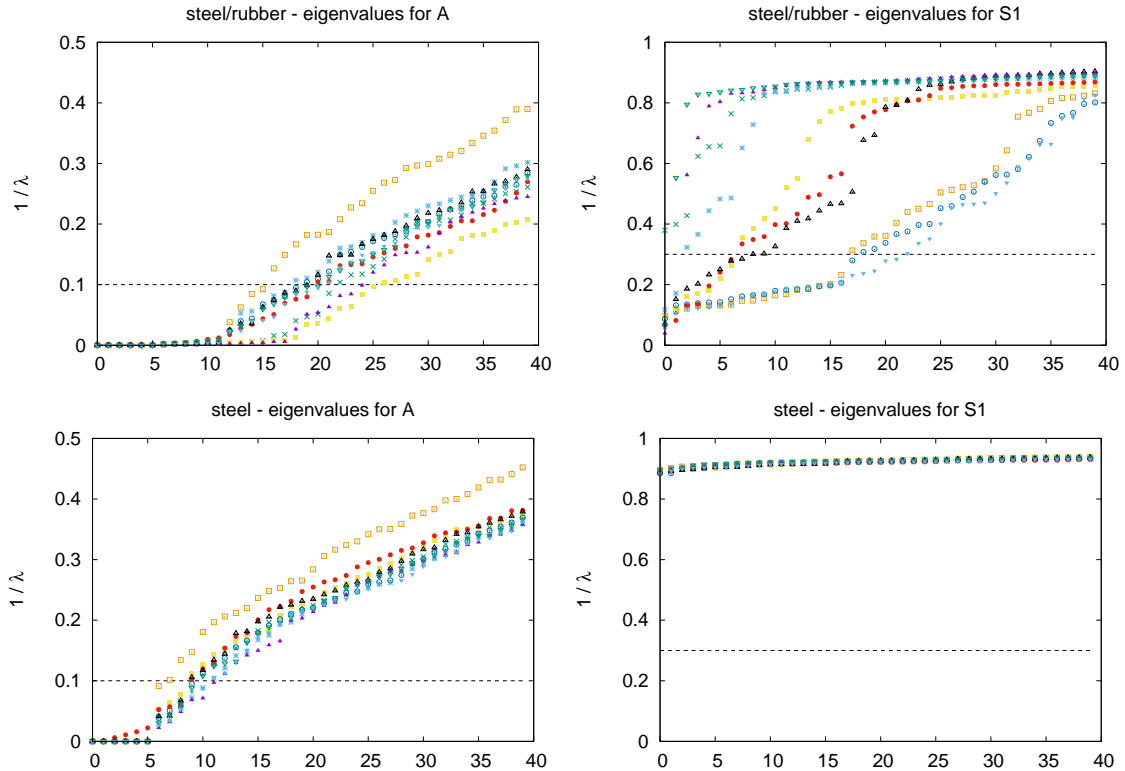 steel/rubber - eigenvalues for A
0.5
0.4
0.3
0.2
0.1
0
1 / λ
0 5 10 15 20 25 30 35 40
steel/rubber - eigenvalues for S1
1
0.8
0.6
0.4
0.2
0
1 / λ
0 5 10 15 20 25 30 35 40
steel - eigenvalues for A
0.5
0.4
0.3
0.2
0.1
0
1 / λ
0 5 10 15 20 25 30 35 40
steel - eigenvalues for S1
1
0.8
0.6
0.4
0.2
0
1 / λ
0 5 10 15 20 25 30 35 40